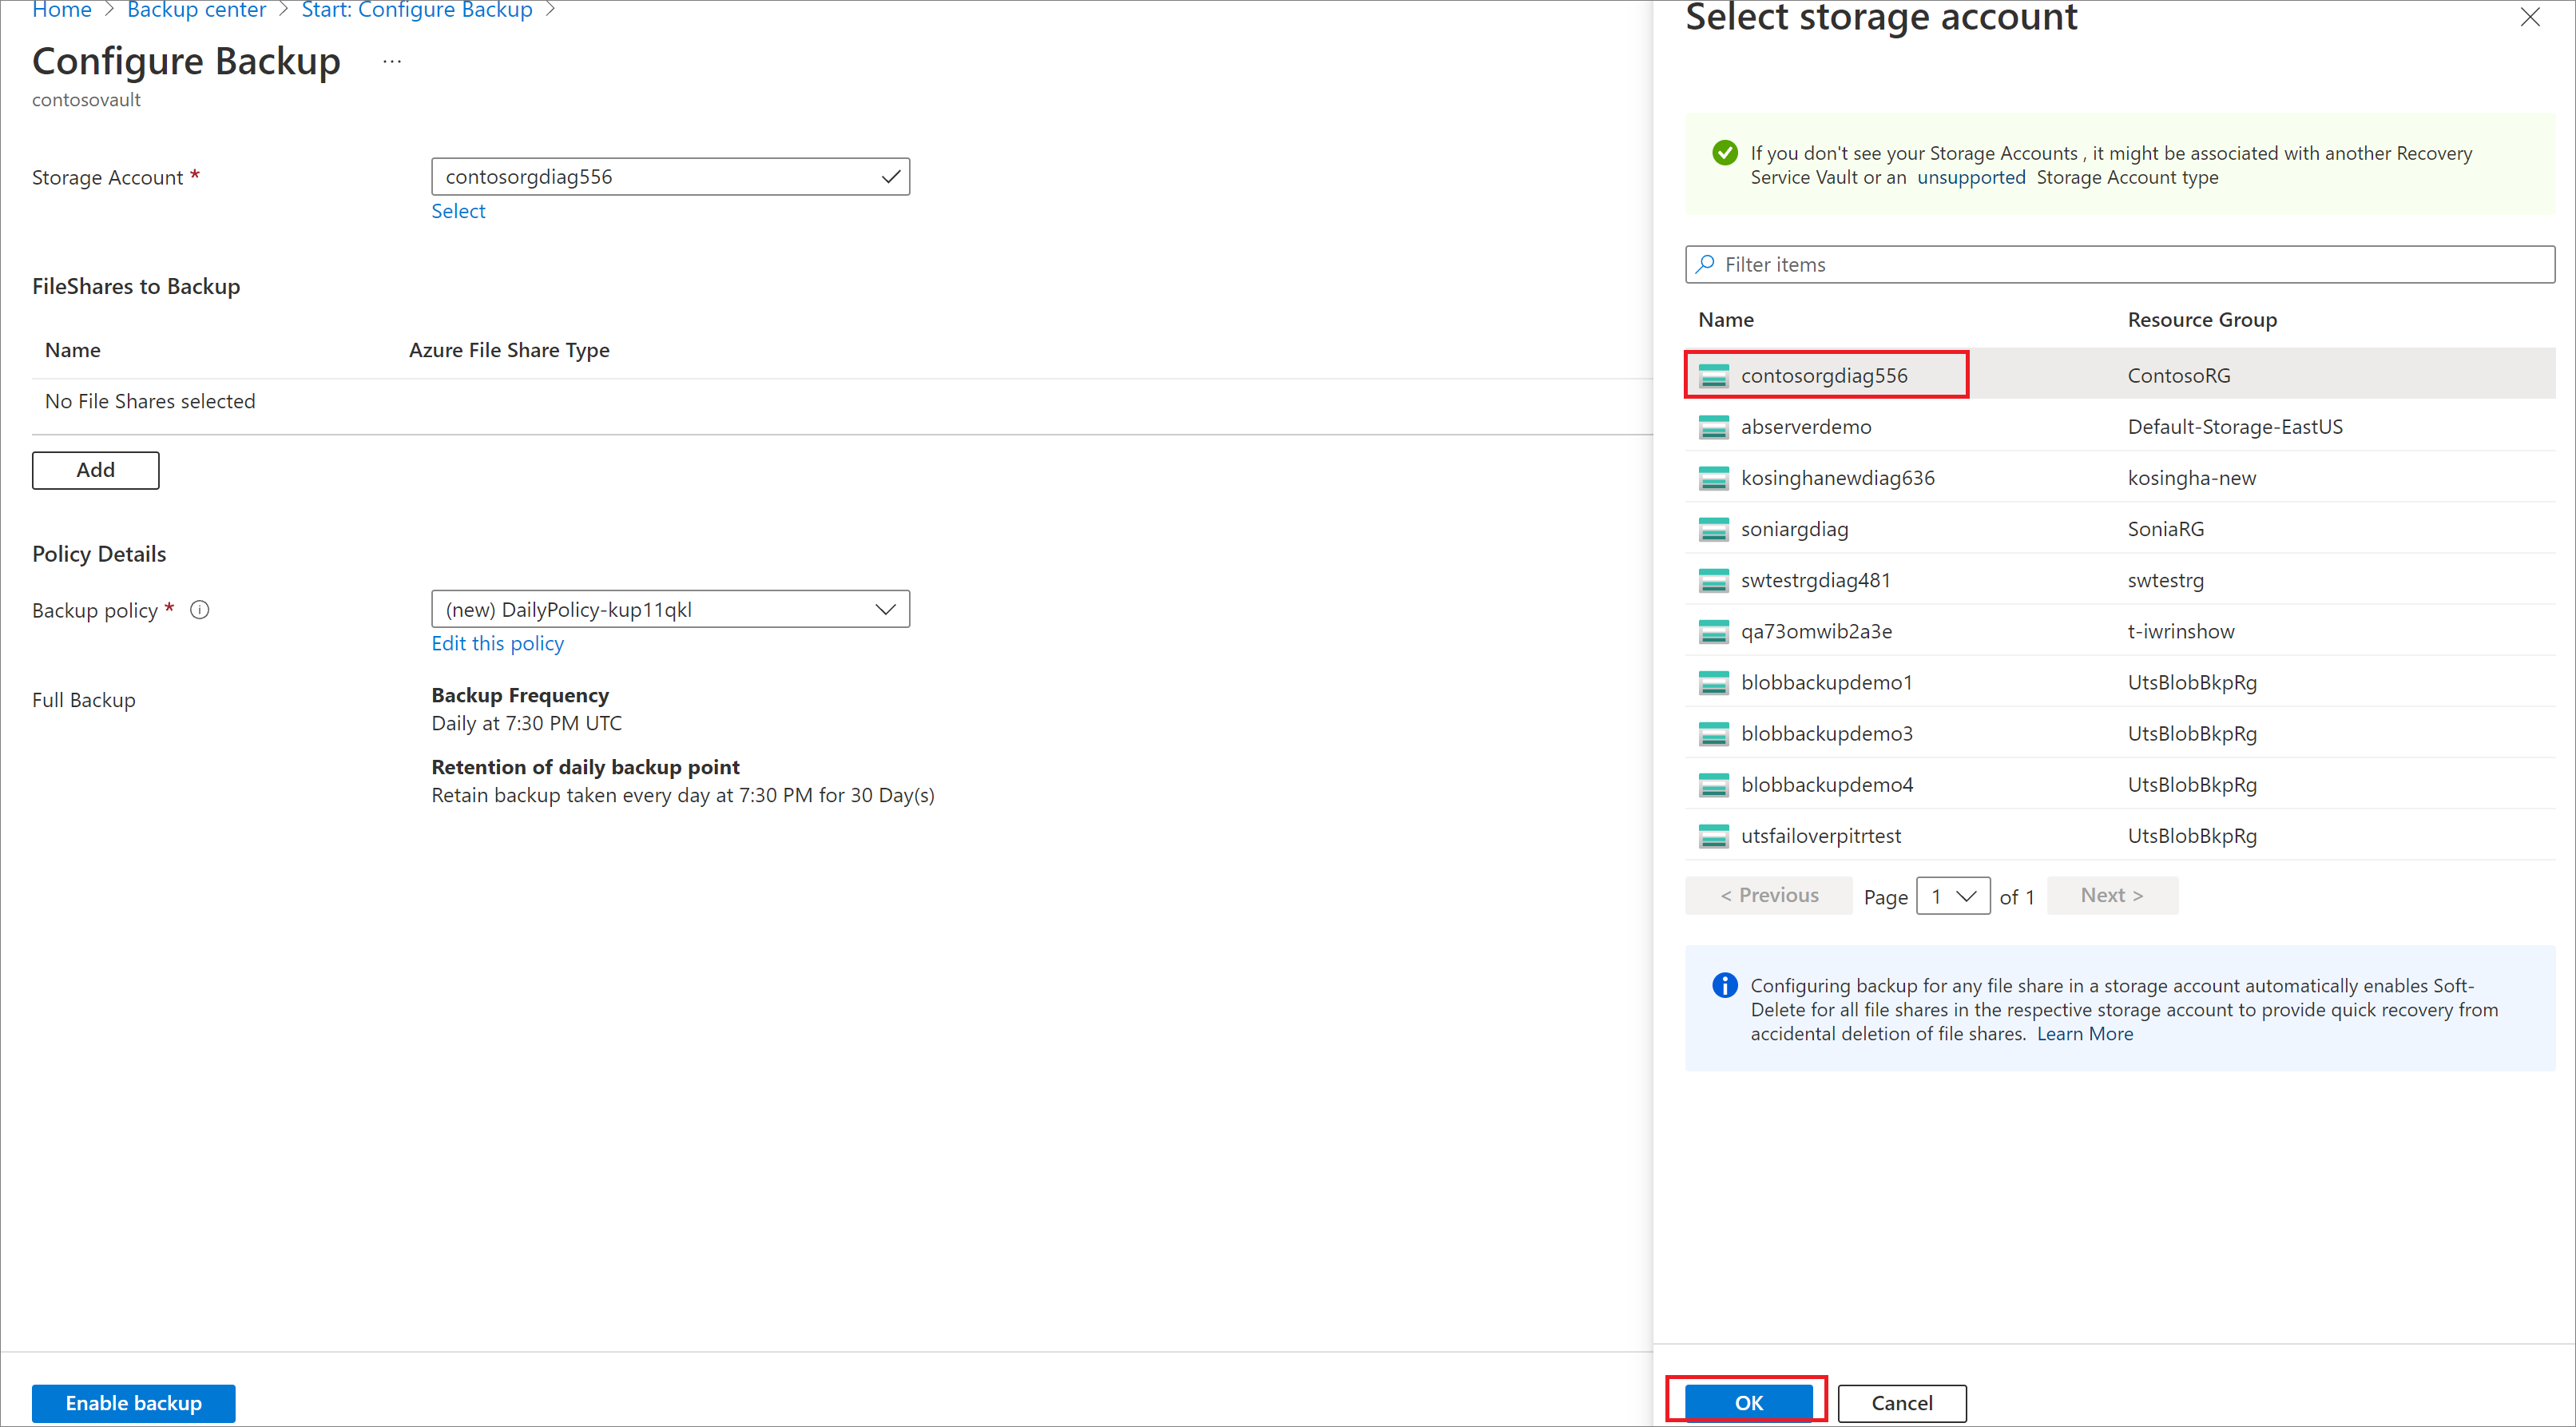 Home > Backup center > Start: Configure Backup >
Configure Backup ...
contosovault
Storage Account *
contosorgdiag556
Select
FileShares to Backup
Name Azure File Share Type
No File Shares selected
Add
Policy Details
Backup policy *
(new) DailyPolicy-kup11qkl
Edit this policy
Full Backup
Backup Frequency
Daily at 7:30 PM UTC
Retention of daily backup point
Retain backup taken every day at 7:30 PM for 30 Day(s)
Enable backup
Select storage account
If you don't see your Storage Accounts , it might be associated with another Recovery
Service Vault or an unsupported Storage Account type
Filter items
Name Resource Group
contosorgdiag556 ContosoRG
abserverdemo Default-Storage-EastUS
kosinghanewdiag636 kosingha-new
soniargdiag SoniaRG
swtestrgdiag481 swtestrg
qa73omwib2a3e t-iwrinshow
blobbackupdemo1 UtsBlobBkpRg
blobbackupdemo3 UtsBlobBkpRg
blobbackupdemo4 UtsBlobBkpRg
utsfailoverpitrtest UtsBlobBkpRg
< Previous Page 1 of 1 Next >
Configuring backup for any file share in a storage account automatically enables Soft-
Delete for all file shares in the respective storage account to provide quick recovery from
accidental deletion of file shares. Learn More
OK Cancel